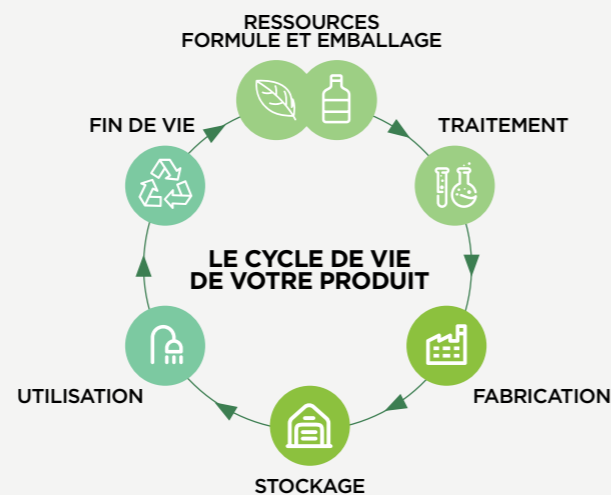 RESSOURCES
FORMULE ET EMBALLAGE
FIN DE VIE
TRAITEMENT
LE CYCLE DE VIE
DE VOTRE PRODUIT
UTILISATION
FABRICATION
STOCKAGE